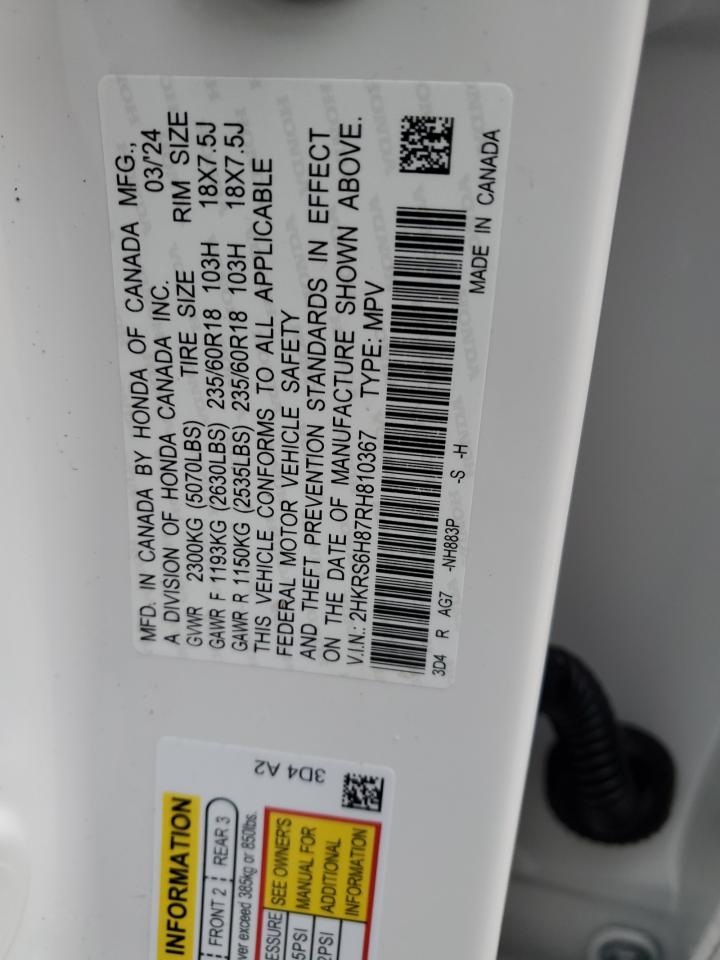 MFD. IN CANADA BY HONDA OF CANADA MFG.,
A DIVISION OF HONDA CANADA INC. 03/'24
GVWR 2300KG (5070LBS) TIRE SIZE RIM SIZE
GAWR F 1193KG (2630LBS) 235/60R18 103H 18X7.5J
GAWR R 1150KG (2535LBS) 235/60R18 103H 18X7.5J
THIS VEHICLE CONFORMS TO ALL APPLICABLE
FEDERAL MOTOR VEHICLE SAFETY
AND THEFT PREVENTION STANDARDS IN EFFECT
ON THE DATE OF MANUFACTURE SHOWN ABOVE.
V.I.N.: 2HKRS6H87RH810367 TYPE: MPV
3D4 R AG7 -NH883P -S -H
MADE IN CANADA
3D4 A2
INFORMATION
FRONT 2 REAR 3
exceed 385kg or 850lbs.
SEE OWNER'S
MANUAL FOR
ADDITIONAL
INFORMATION